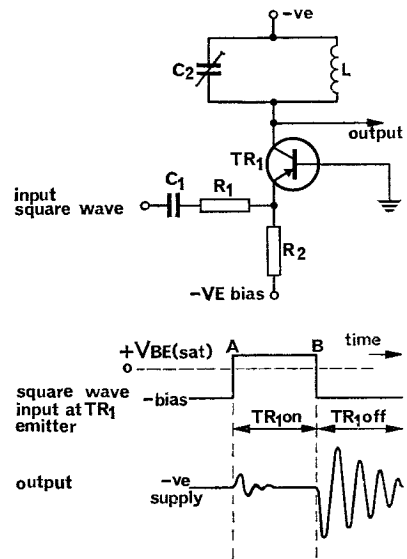 -ve
C2
L
output
TR1
C1
R1
input
square wave
R2
-VE bias
A
B
time
+VBE(sat)
o
square wave
input at TR1
emitter
-bias
TR1on
TR1off
output
-ve
supply